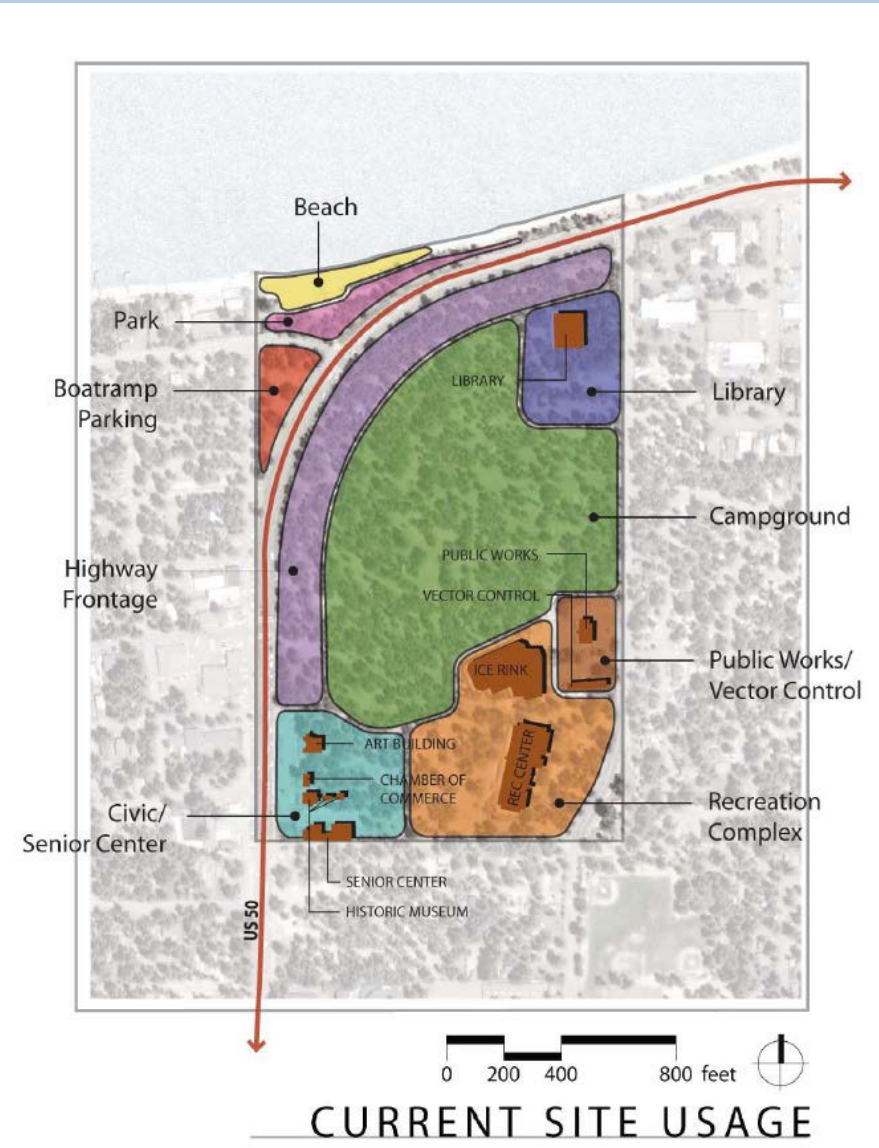 Beach
Park
Boatramp
Parking
LIBRARY
Library
Campground
PUBLIC WORKS
VECTOR CONTROL
Highway
Frontage
ICE RINK
Public Works/
Vector Control
ART BUILDING
CHAMBER OF
COMMERCE
REC CENTER
Civic/
Senior Center
Recreation
Complex
SENIOR CENTER
HISTORIC MUSEUM
US 50
0 200 400 800 feet
CURRENT SITE USAGE